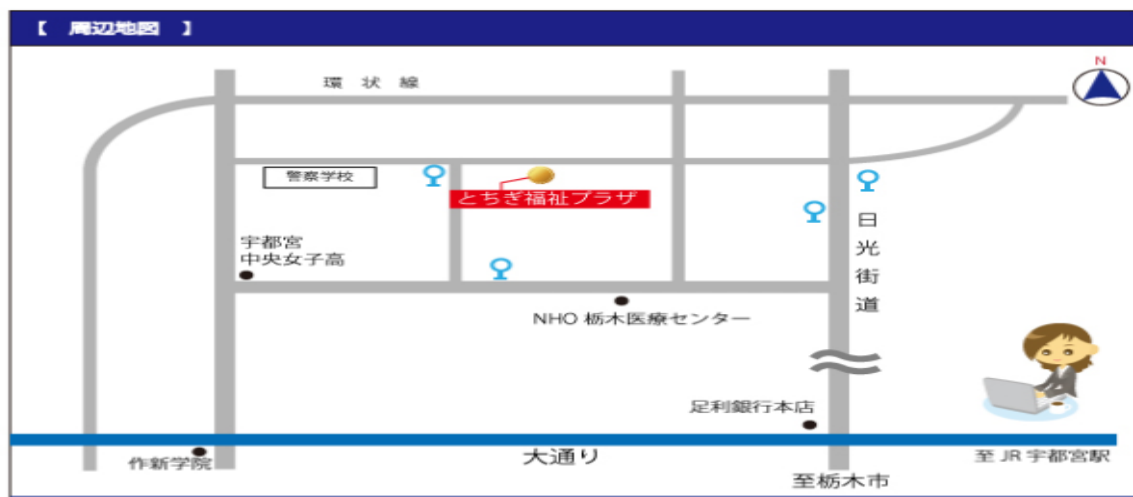 【 周辺地図 】
N
環状線
警察学校
とちぎ福祉プラザ
宇都宮
中央女子高
日光街道
NHO 栃木医療センター
足利銀行本店
作新学院
大通り
至 JR 宇都宮駅
至栃木市